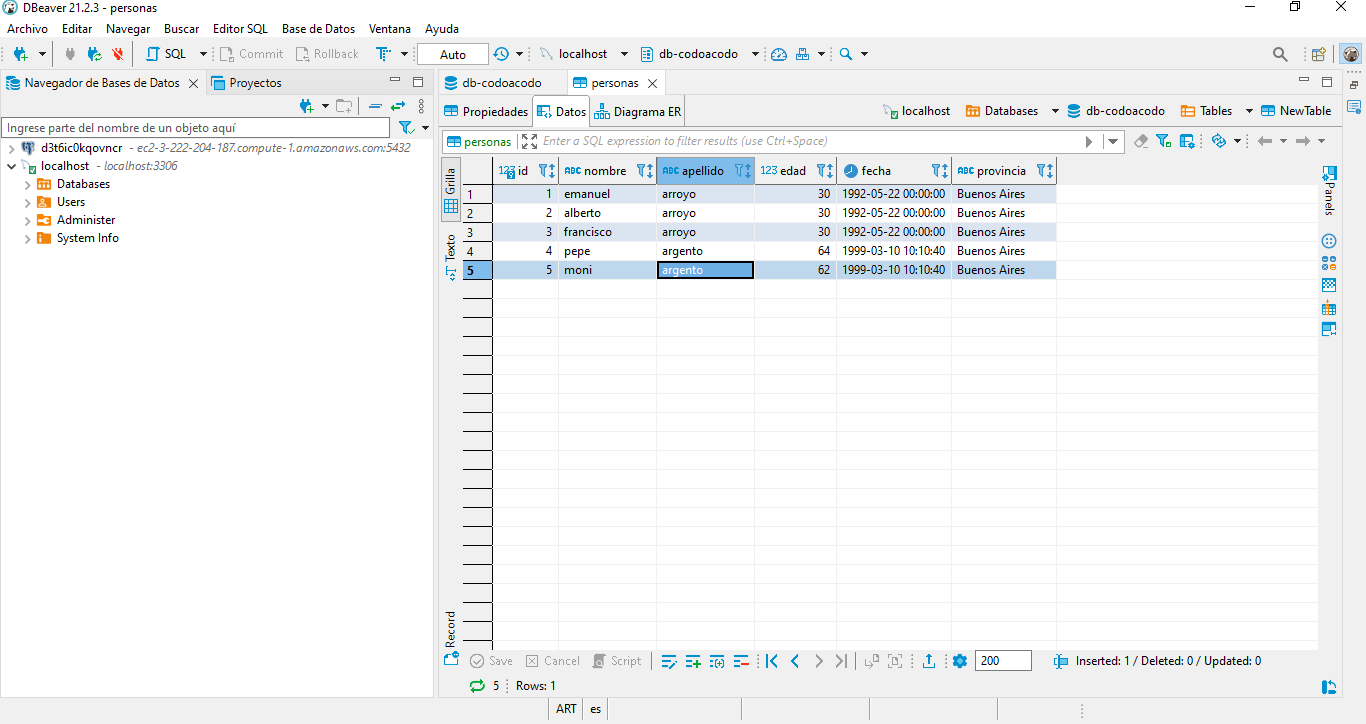 DBeaver 21.2.3 - personas
Archivo Editar Navegar Buscar Editor SQL Base de Datos Ventana Ayuda
SQL Commit Rollback Auto localhost db-codoacodo
Navegador de Bases de Datos Proyectos
db-codoacodo personas
Propiedades Datos Diagrama ER localhost Databases db-codoacodo Tables NewTable
Ingrese parte del nombre de un objeto aquí
personas Enter a SQL expression to filter results (use Ctrl+Space)
d3t6ic0kqovncr - ec2-3-222-204-187.compute-1.amazonaws.com:5432
localhost - localhost:3306
Databases
Users
Administer
System Info
Grilla
Texto
Record
123 id ABC nombre ABC apellido 123 edad fecha ABC provincia
1 1 emanuel arroyo 30 1992-05-22 00:00:00 Buenos Aires
2 2 alberto arroyo 30 1992-05-22 00:00:00 Buenos Aires
3 3 francisco arroyo 30 1992-05-22 00:00:00 Buenos Aires
4 4 pepe argento 64 1999-03-10 10:10:40 Buenos Aires
5 5 moni argento 62 1999-03-10 10:10:40 Buenos Aires
Panels
Save Cancel Script 200 Inserted: 1 / Deleted: 0 / Updated: 0
5 Rows: 1
ART es